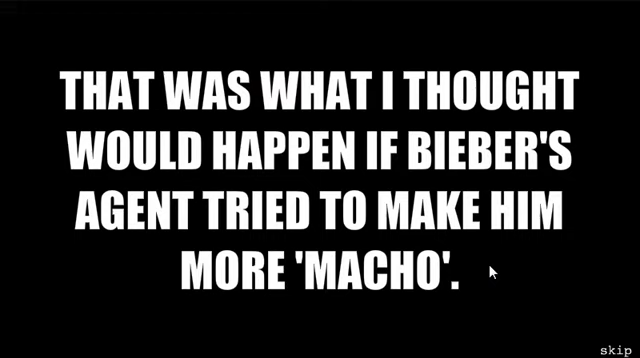 THAT WAS WHAT I THOUGHT
WOULD HAPPEN IF BIEBER'S
AGENT TRIED TO MAKE HIM
MORE 'MACHO'.
skip